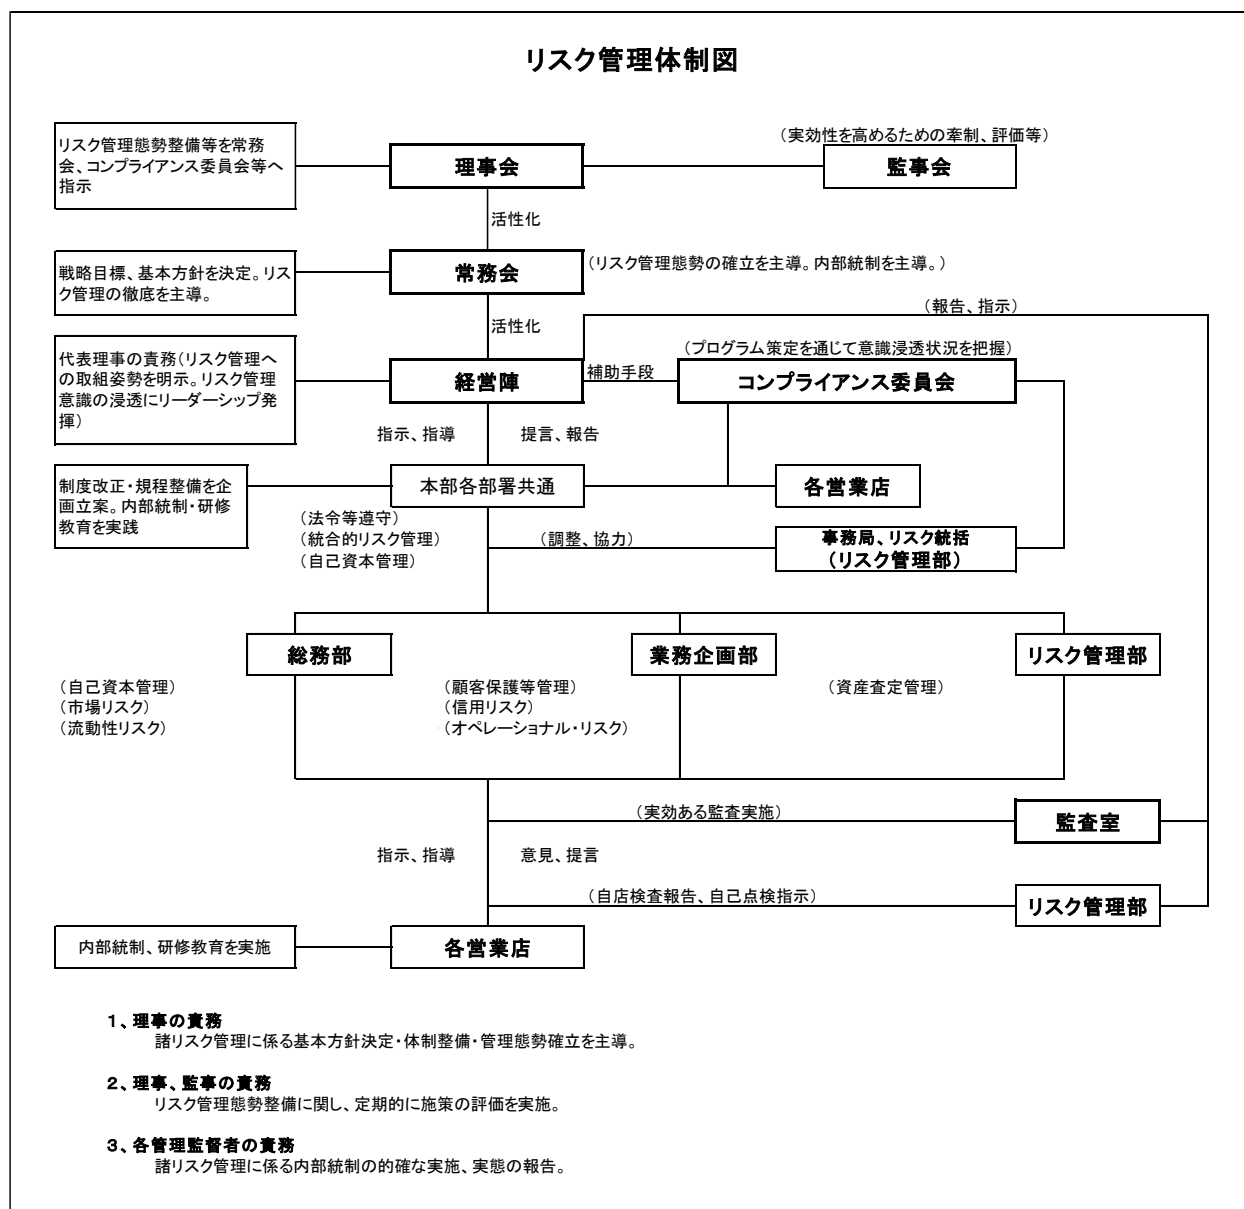 リスク管理体制図
リスク管理態勢整備等を常務
会、コンプライアンス委員会等へ
指示
理事会
(実効性を高めるための牽制、評価等)
監事会
活性化
戦略目標、基本方針を決定。リス
ク管理の徹底を主導。
常務会
(リスク管理態勢の確立を主導。内部統制を主導。)
活性化
(報告、指示)
代表理事の責務(リスク管理へ
の取組姿勢を明示。リスク管理
意識の浸透にリーダーシップ発
揮)
経営陣
補助手段
(プログラム策定を通じて意識浸透状況を把握)
コンプライアンス委員会
指示、指導
提言、報告
制度改正・規程整備を企
画立案。内部統制・研修
教育を実践
本部各部署共通
各営業店
(法令等遵守)
(統合的リスク管理)
(自己資本管理)
(調整、協力)
事務局、リスク統括
(リスク管理部)
総務部
業務企画部
リスク管理部
(自己資本管理)
(市場リスク)
(流動性リスク)
(顧客保護等管理)
(信用リスク)
(オペレーショナル・リスク)
(資産査定管理)
(実効ある監査実施)
監査室
指示、指導
意見、提言
(自店検査報告、自己点検指示)
リスク管理部
内部統制、研修教育を実施
各営業店
1、理事の責務
諸リスク管理に係る基本方針決定・体制整備・管理態勢確立を主導。
2、理事、監事の責務
リスク管理態勢整備に関し、定期的に施策の評価を実施。
3、各管理監督者の責務
諸リスク管理に係る内部統制の的確な実施、実態の報告。